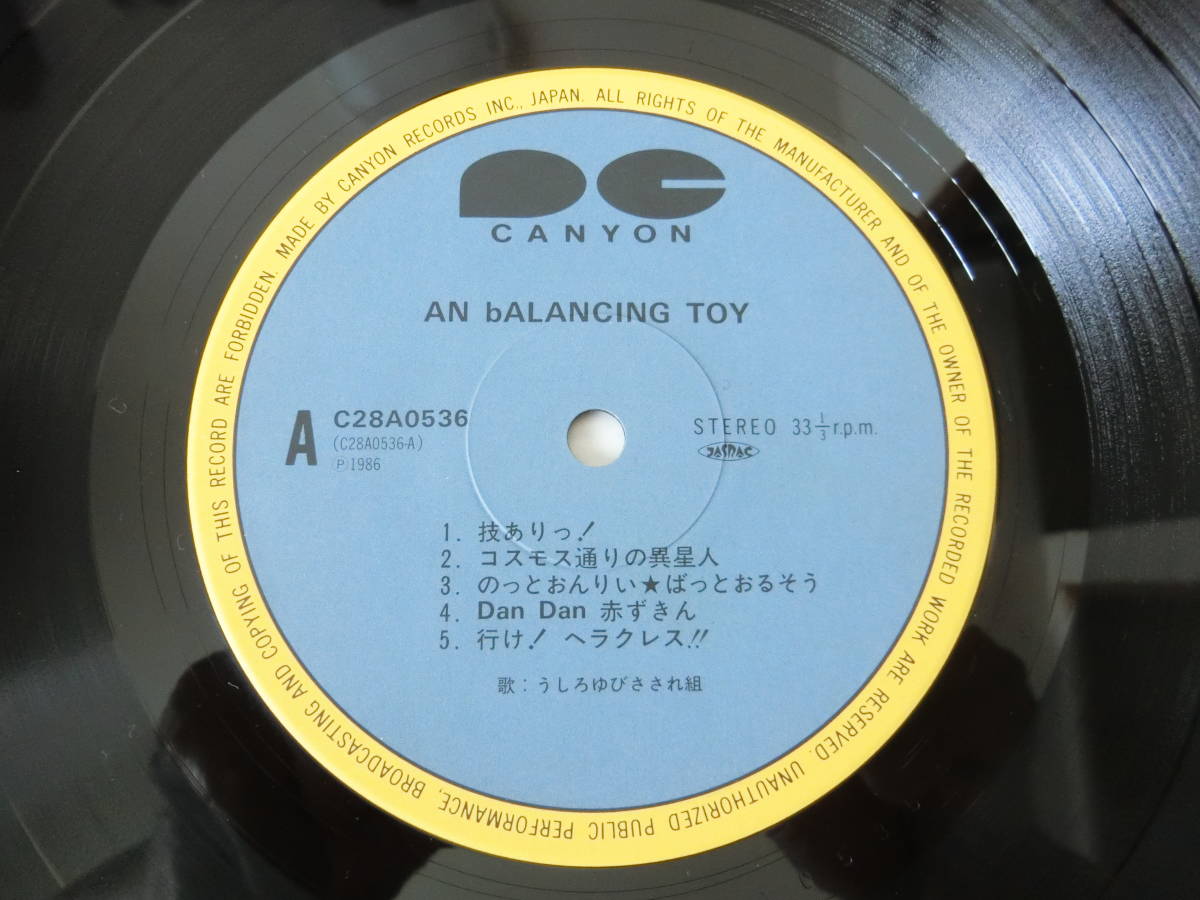 MADE BY CANYON RECORDS INC., JAPAN. ALL RIGHTS OF THE MANUFACTURER AND OF THE OWNER OF THE RECORDED WORK ARE RESERVED. UNAUTHORIZED PUBLIC PERFORMANCE, BROADCASTING AND COPYING OF THIS RECORD ARE FORBIDDEN.
CANYON
AN bALANCING TOY
A
C28A0536
(C28A0536-A)
Ⓟ1986
STEREO 33 1/3 r.p.m.
JASRAC
1. 技ありっ!
2. コスモス通りの異星人
3. のっとおんりい★ばっとおるそう
4. Dan Dan 赤ずきん
5. 行け! ヘラクレス!!
歌:うしろゆびさされ組